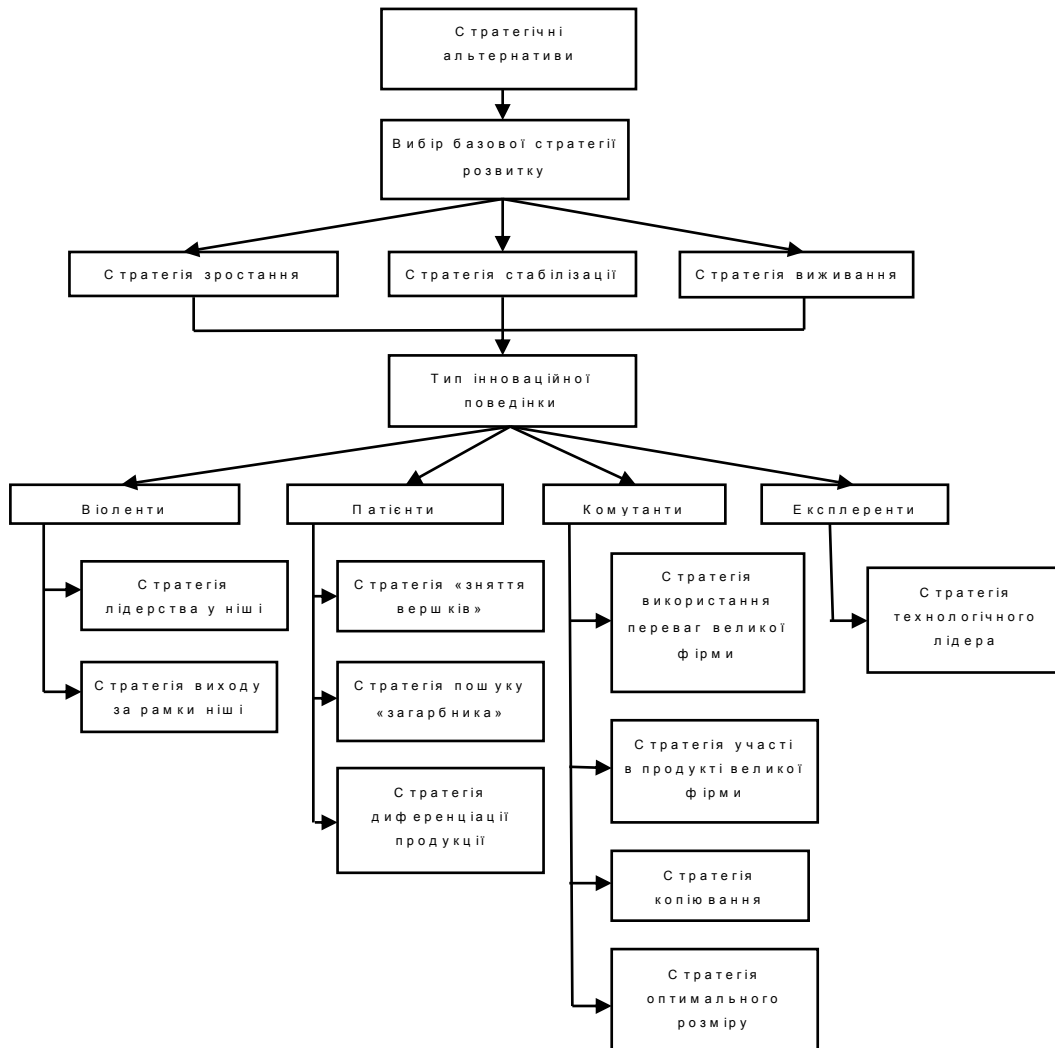 Стратегічні
альтернативи
Вибір базової стратегії
розвитку
Стратегія зростання
Стратегія стабілізації
Стратегія виживання
Тип інноваційної
поведінки
Віоленти
Патієнти
Комутанти
Експлеренти
Стратегія
лідерства у ніші
Стратегія виходу
за рамки ніші
Стратегія «зняття
вершків»
Стратегія пошуку
«загарбника»
Стратегія
диференціації
продукції
Стратегія
використання
переваг великої
фірми
Стратегія участі
в продукті великої
фірми
Стратегія
копіювання
Стратегія
оптимального
розміру
Стратегія
технологічного
лідера